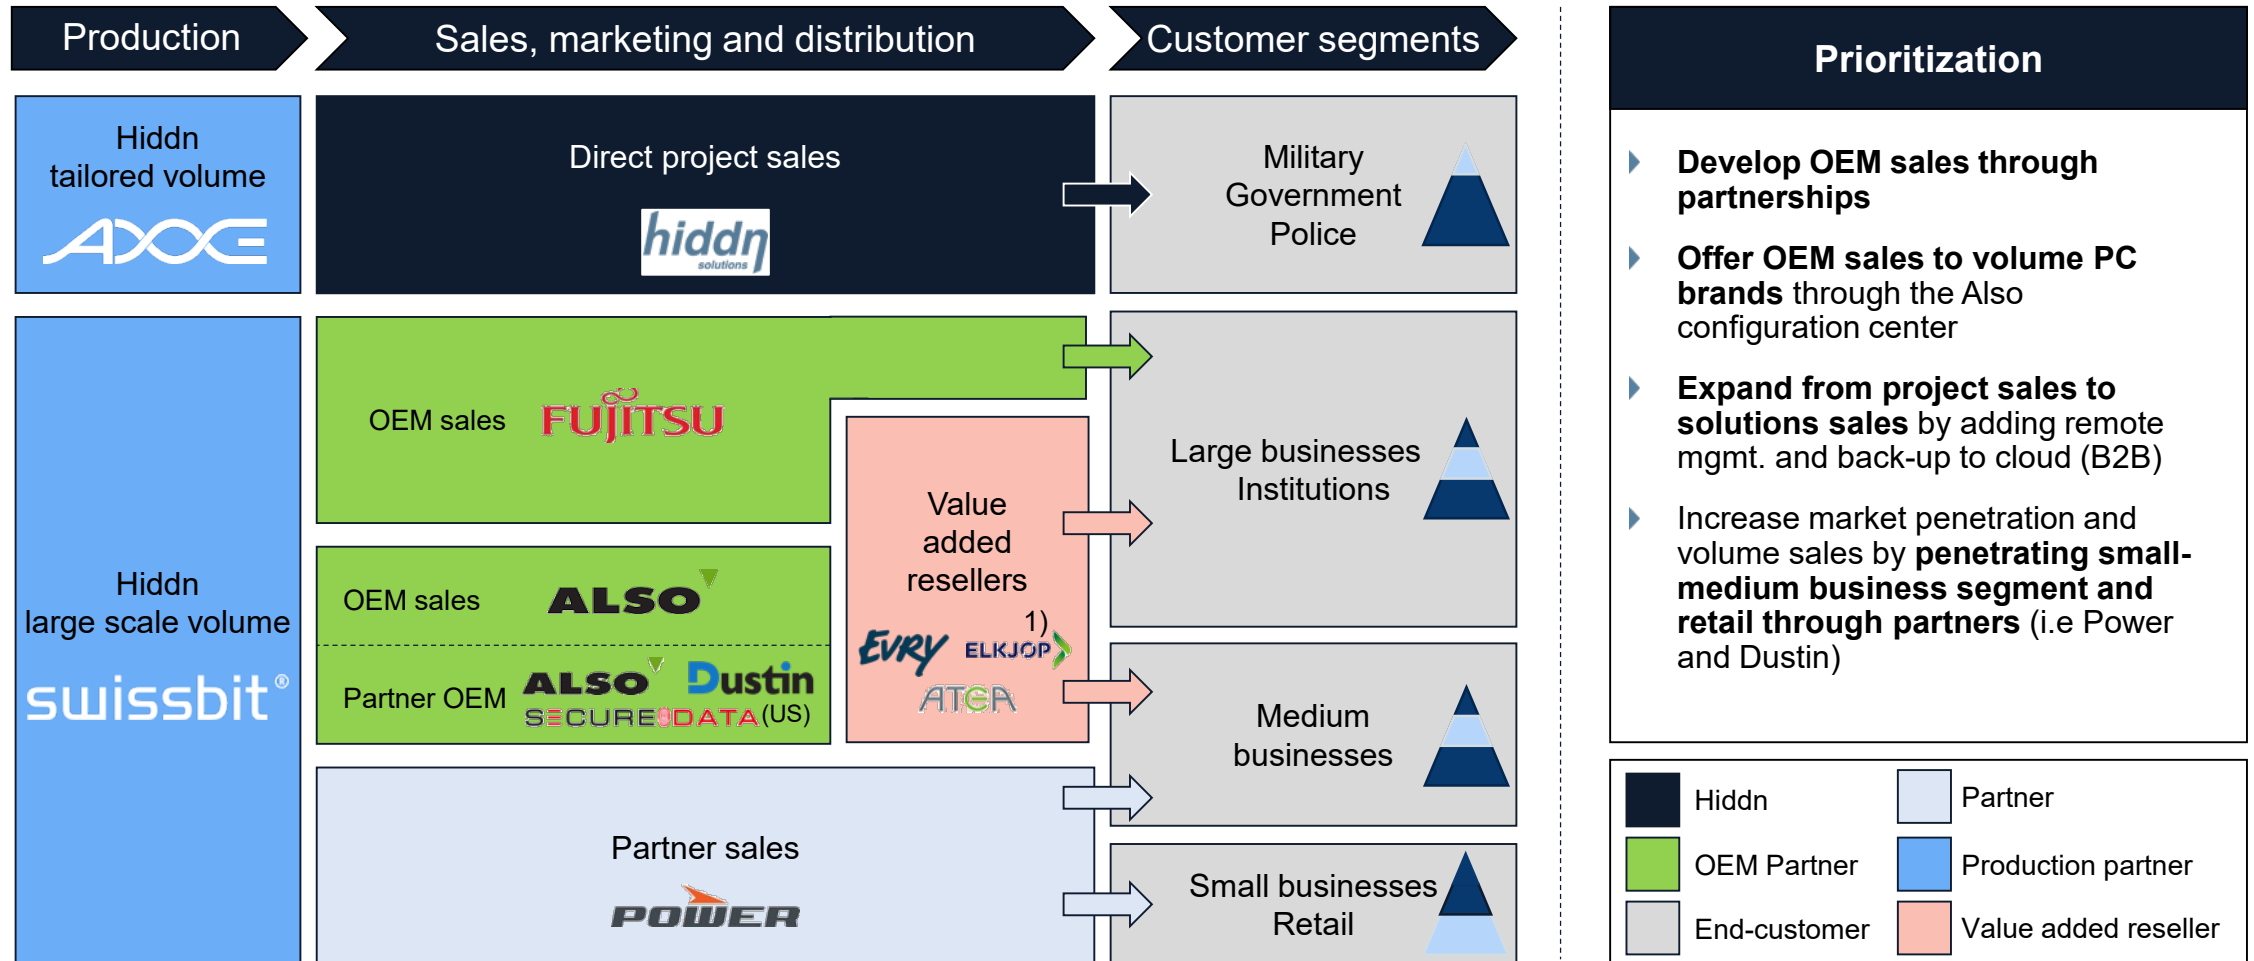 Production
Sales, marketing and distribution
Customer segments
Hiddn
tailored volume
AXXE
Direct project sales
hiddn
solutions
Military
Government
Police
Hiddn
large scale volume
swissbit®
OEM sales
FUJITSU
OEM sales
ALSO
Partner OEM
ALSO
Dustin
SECUREDATA (US)
Value
added
resellers
1)
EVRY
ELKJOP
ATEA
Large businesses
Institutions
Medium
businesses
Partner sales
POWER
Small businesses
Retail
Prioritization
Develop OEM sales through
partnerships
Offer OEM sales to volume PC
brands through the Also
configuration center
Expand from project sales to
solutions sales by adding remote
mgmt. and back-up to cloud (B2B)
Increase market penetration and
volume sales by penetrating small-
medium business segment and
retail through partners (i.e Power
and Dustin)
Hiddn
Partner
OEM Partner
Production partner
End-customer
Value added reseller